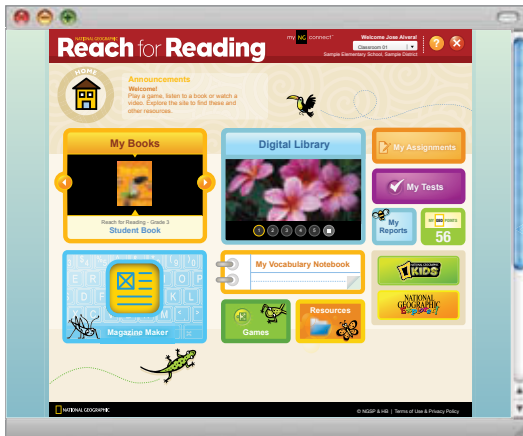 NATIONAL GEOGRAPHIC
Reach for Reading
my NG connect
Welcome Jose Alvera!
Classroom 01
Sample Elementary School, Sample District
?
HOME
Announcements
Welcome!
Play a game, listen to a book or watch a
video. Explore the site to find these and
other resources.
My Books
Reach for Reading - Grade 3
Student Book
Digital Library
1 2 3 4 5
My Assignments
My Tests
My
Reports
POINTS
56
My Vocabulary Notebook
Magazine Maker
Games
Resources
NATIONAL GEOGRAPHIC
KIDS
NATIONAL
GEOGRAPHIC
Explorer!
NATIONAL GEOGRAPHIC
© NGSP & HB | Terms of Use & Privacy Policy